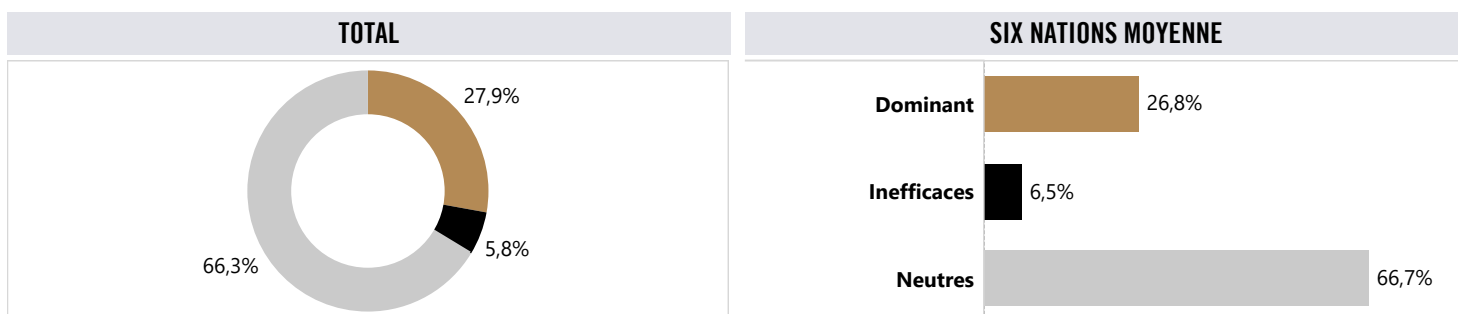 TOTAL
27,9%
5,8%
66,3%
SIX NATIONS MOYENNE
Dominant 26,8%
Inefficaces 6,5%
Neutres 66,7%